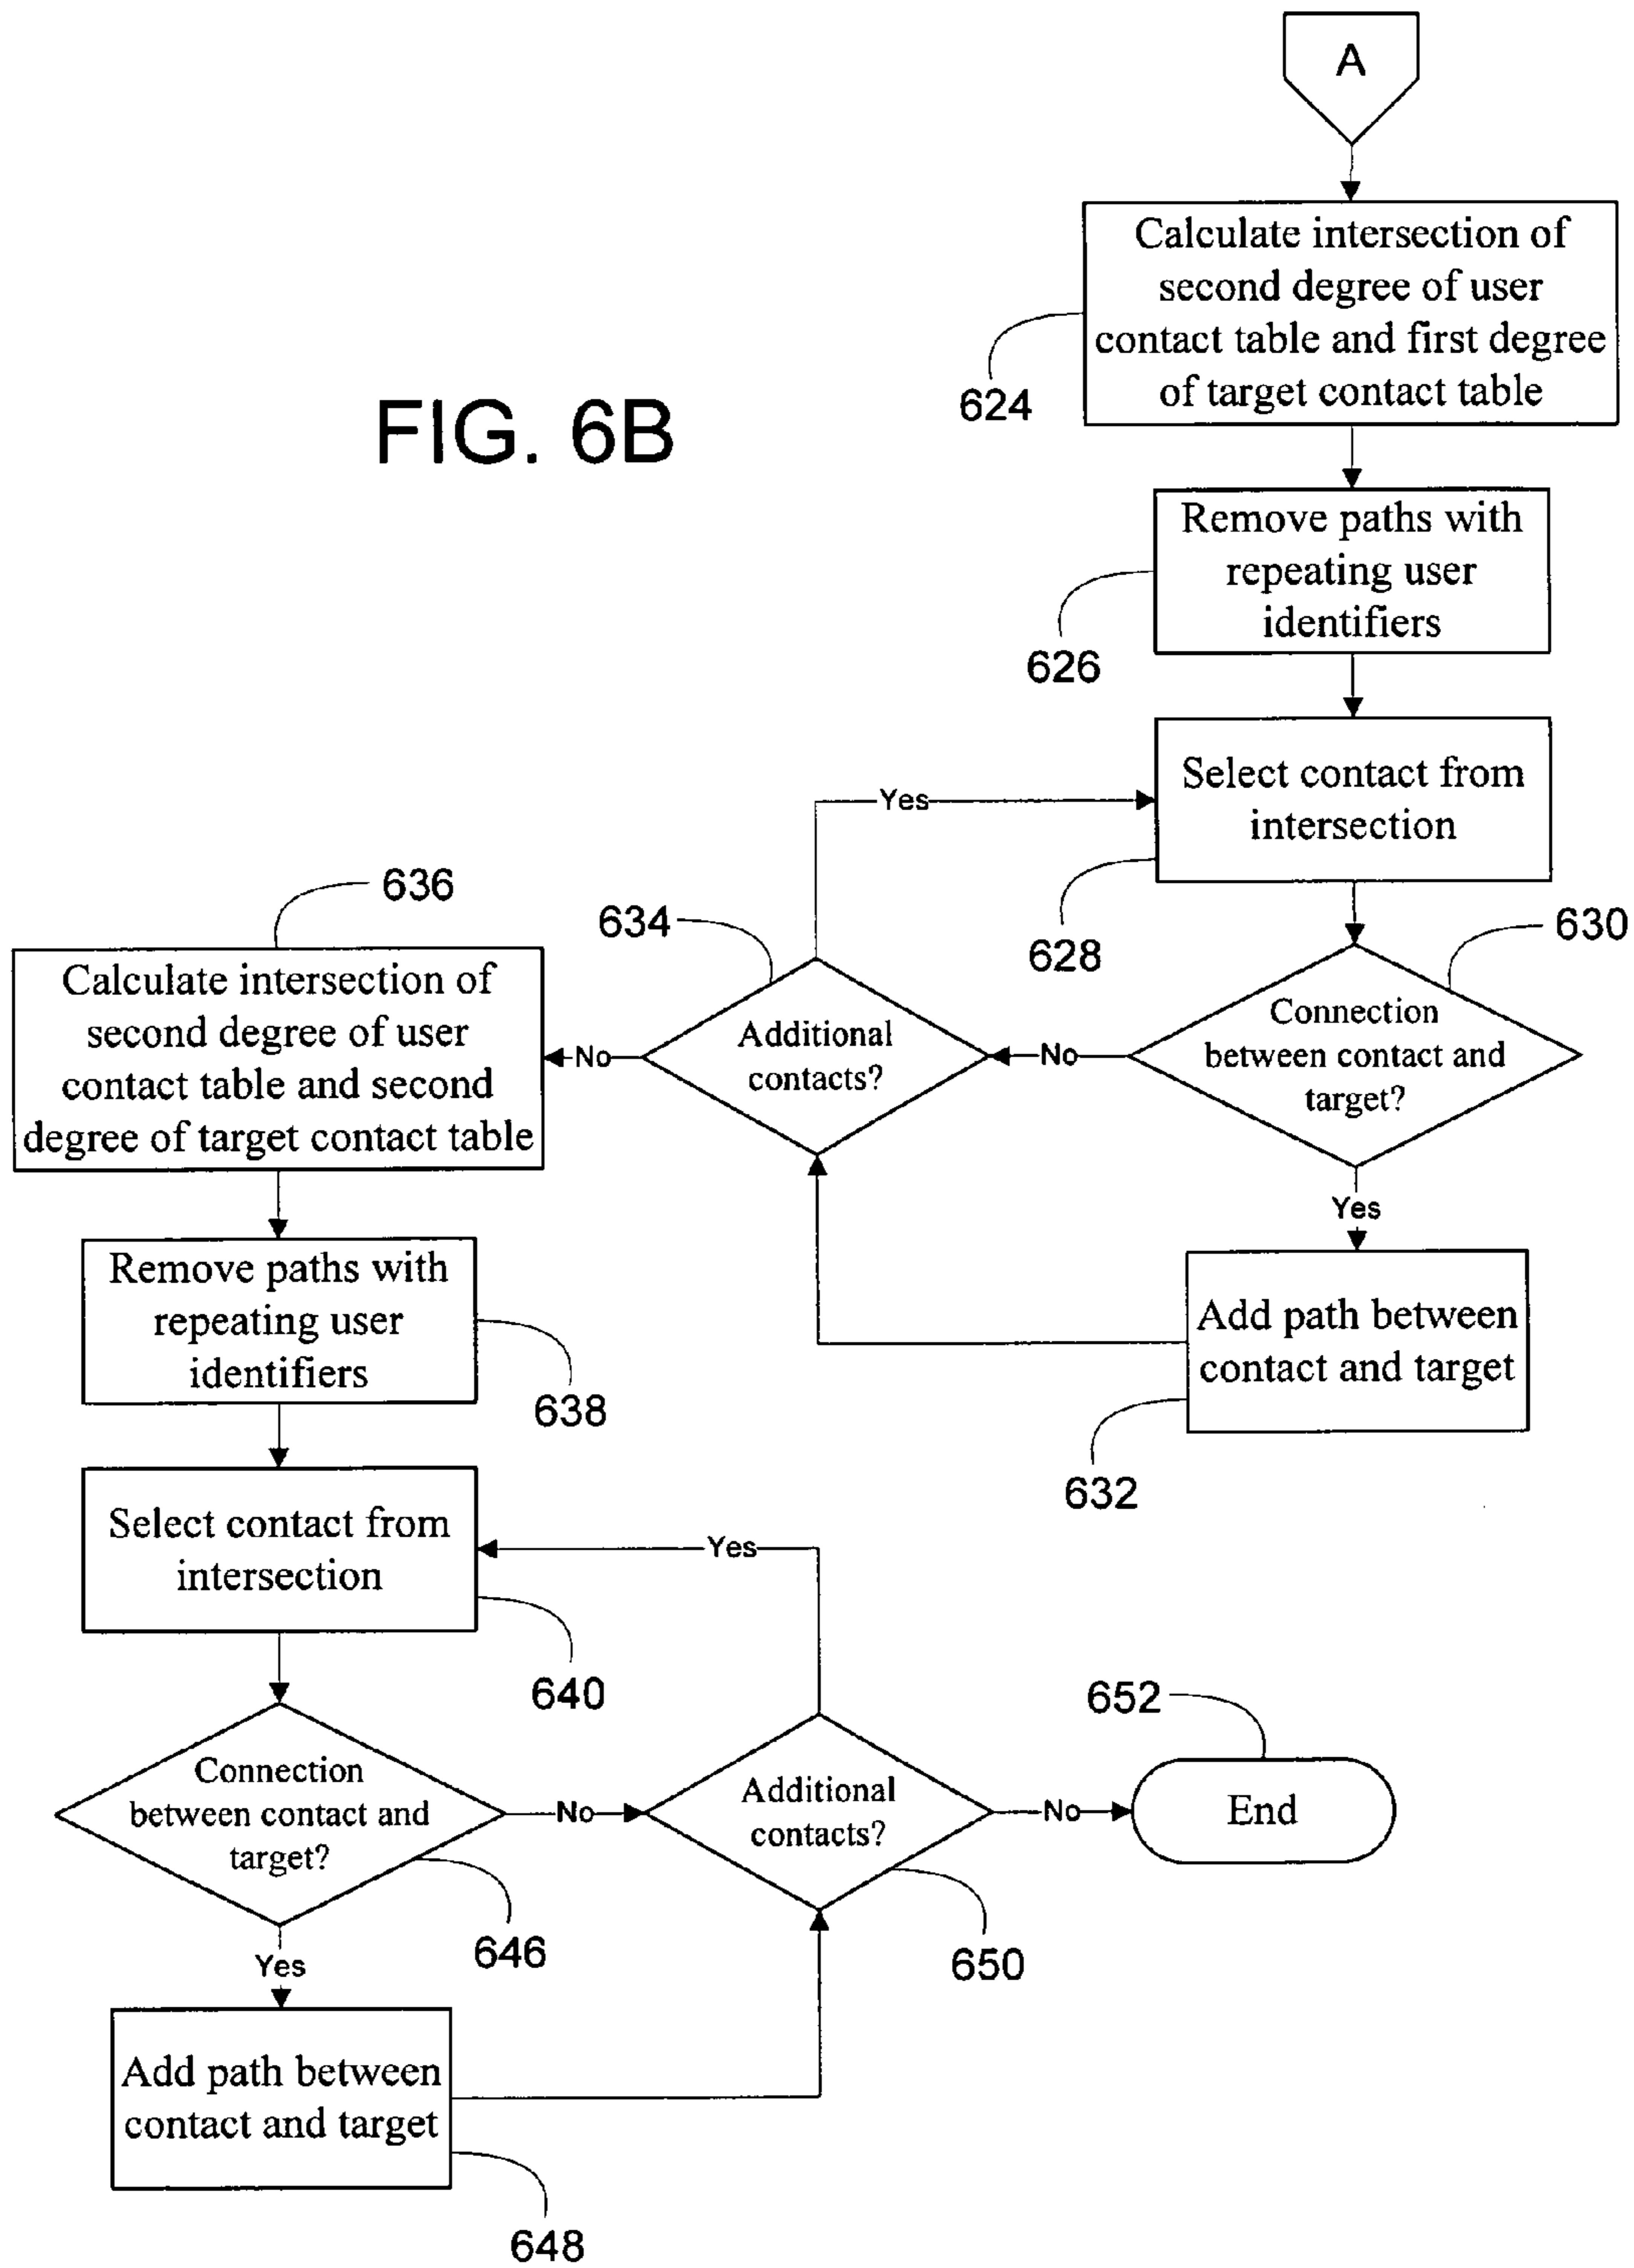 A
Calculate intersection of
second degree of user
contact table and first degree
of target contact table
624
FIG. 6B
Remove paths with
repeating user
identifiers
626
Select contact from
intersection
628
Yes
630
Connection
between contact and
target?
No
Yes
634
Additional
contacts?
No
Add path between
contact and target
632
636
Calculate intersection of
second degree of user
contact table and second
degree of target contact table
Remove paths with
repeating user
identifiers
638
Select contact from
intersection
640
Yes
Connection
between contact and
target?
646
No
Yes
Additional
contacts?
650
No
652
End
Add path between
contact and target
648